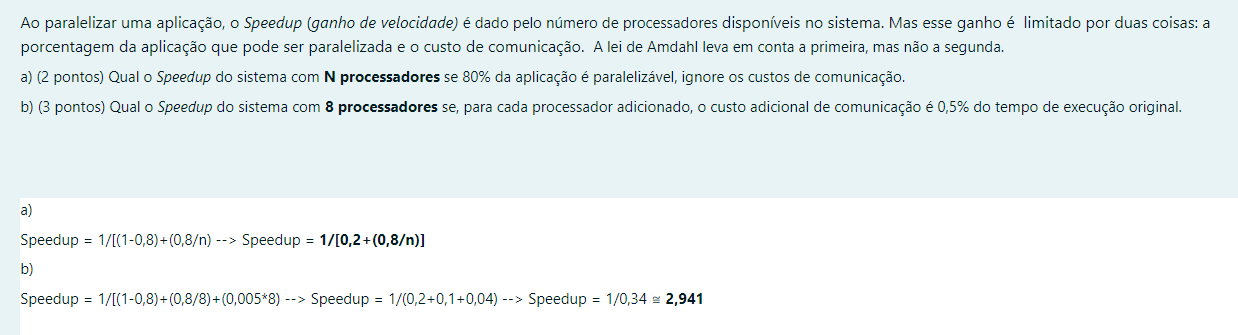 Ao paralelizar uma aplicação, o Speedup (ganho de velocidade) é dado pelo número de processadores disponíveis no sistema. Mas esse ganho é limitado por duas coisas: a
porcentagem da aplicação que pode ser paralelizada e o custo de comunicação. A lei de Amdahl leva em conta a primeira, mas não a segunda.
a) (2 pontos) Qual o Speedup do sistema com N processadores se 80% da aplicação é paralelizável, ignore os custos de comunicação.
b) (3 pontos) Qual o Speedup do sistema com 8 processadores se, para cada processador adicionado, o custo adicional de comunicação é 0,5% do tempo de execução original.
a)
Speedup = 1/[(1-0,8)+(0,8/n) --> Speedup = 1/[0,2+(0,8/n)]
b)
Speedup = 1/[(1-0,8)+(0,8/8)+(0,005*8) --> Speedup = 1/(0,2+0,1+0,04) --> Speedup = 1/0,34 ≅ 2,941